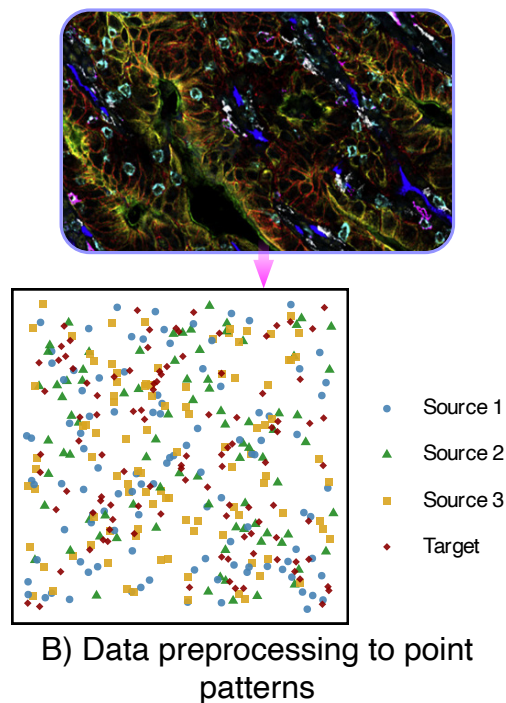 Source 1
Source 2
Source 3
Target
B) Data preprocessing to point
patterns